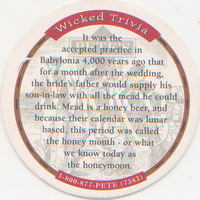 Wicked Trivia
It was the
accepted practice in
Babylonia 4,000 years ago that
for a month after the wedding,
the bride's father would supply his
son-in-law with all the mead he could
drink. Mead is a honey beer, and
because their calendar was lunar
based, this period was called
the honey month - or what
we know today as
the honeymoon.
1-800-877-PETE (7383)